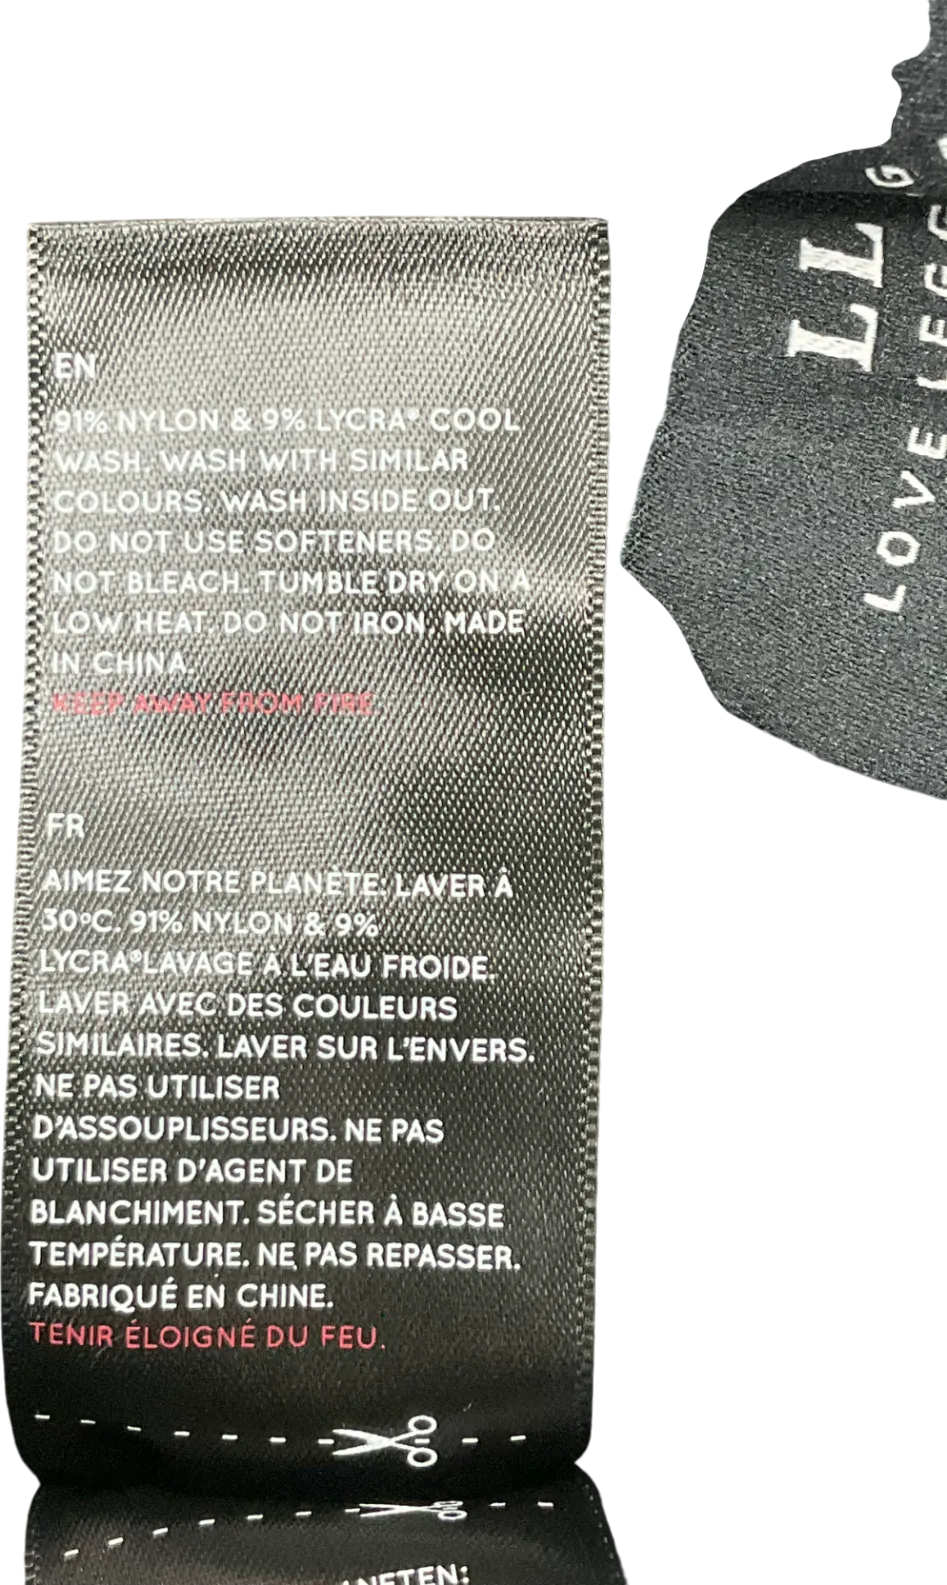 EN
91% NYLON & 9% LYCRA® COOL
WASH. WASH WITH SIMILAR
COLOURS. WASH INSIDE OUT.
DO NOT USE SOFTENERS. DO
NOT BLEACH. TUMBLE DRY ON A
LOW HEAT. DO NOT IRON. MADE
IN CHINA.
KEEP AWAY FROM FIRE.
FR
AIMEZ NOTRE PLANÈTE: LAVER À
30°C. 91% NYLON & 9%
LYCRA®LAVAGE À L'EAU FROIDE.
LAVER AVEC DES COULEURS
SIMILAIRES. LAVER SUR L'ENVERS.
NE PAS UTILISER
D'ASSOUPLISSEURS. NE PAS
UTILISER D'AGENT DE
BLANCHIMENT. SÉCHER À BASSE
TEMPÉRATURE. NE PAS REPASSER.
FABRIQUÉ EN CHINE.
TENIR ÉLOIGNÉ DU FEU.
LL
LOVE